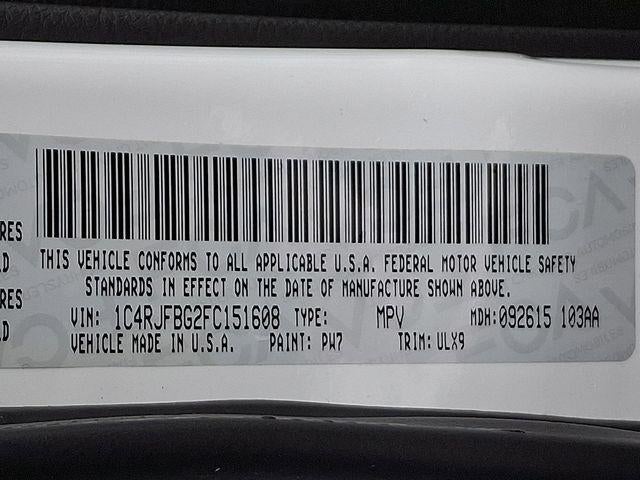 THIS VEHICLE CONFORMS TO ALL APPLICABLE U.S.A. FEDERAL MOTOR VEHICLE SAFETY
STANDARDS IN EFFECT ON THE DATE OF MANUFACTURE SHOWN ABOVE.
VIN: 1C4RJFBG2FC151608 TYPE: MPV MDH:092615 103AA
VEHICLE MADE IN U.S.A. PAINT: PW7 TRIM:ULX9